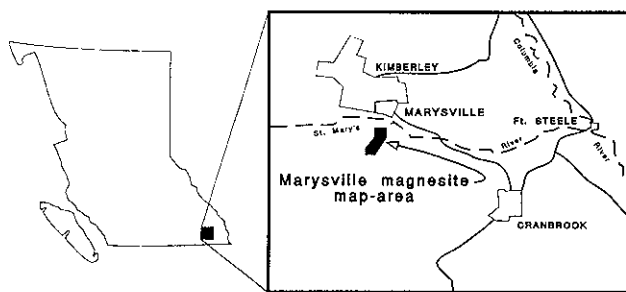 KIMBERLEY
Columbia
MARYSVILLE
Ft. STEELE
St. Mary's
River
River
Marysville magnesite
map-area
CRANBROOK